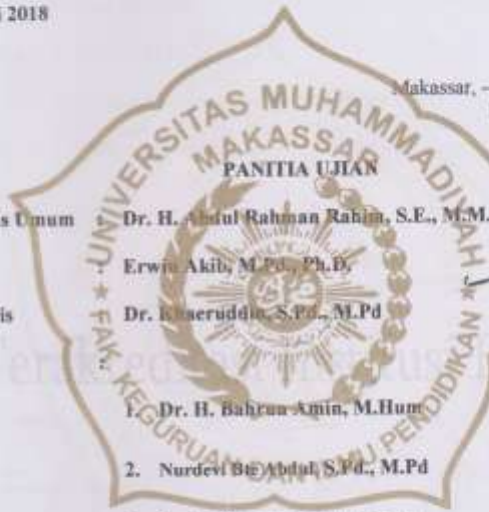 i 2018
Makassar, –
UNIVERSITAS MUHAMMADIYAH
MAKASSAR
PANITIA UJIAN
s Umum : Dr. H. Abdul Rahman Rahim, S.E., M.M.
: Erwin Akib, M.Pd., Ph.D.
is : Dr. Khaeruddin, S.Pd., M.Pd
:
1. Dr. H. Bahrun Amin, M.Hum
2. Nurdevi Bte Abdul, S.Pd., M.Pd
FAK. KEGURUAN DAN ILMU PENDIDIKAN